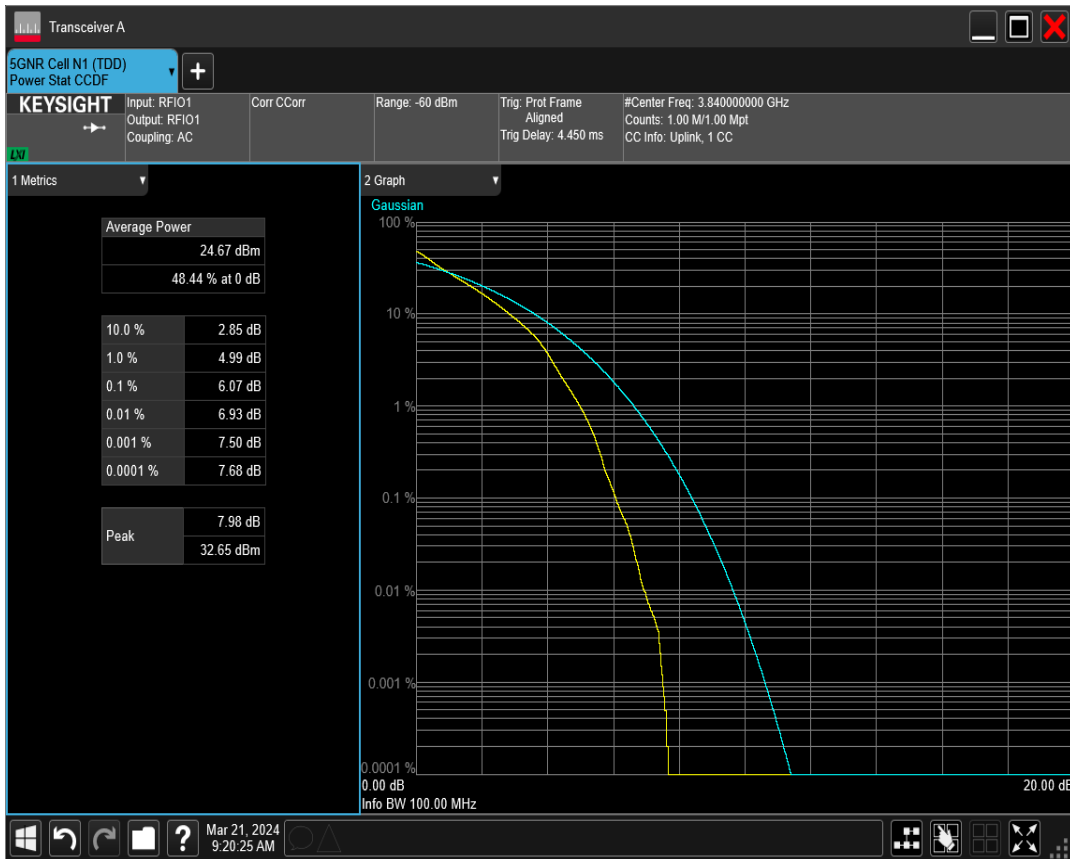 Transceiver A
5GNR Cell N1 (TDD)
Power Stat CCDF
KEYSIGHT
LXI
Input: RFIO1
Output: RFIO1
Coupling: AC
Corr CCorr
Range: -60 dBm
Trig: Prot Frame
Aligned
Trig Delay: 4.450 ms
#Center Freq: 3.840000000 GHz
Counts: 1.00 M/1.00 Mpt
CC Info: Uplink, 1 CC
1 Metrics
Average Power
24.67 dBm
48.44 % at 0 dB
10.0 % 2.85 dB
1.0 % 4.99 dB
0.1 % 6.07 dB
0.01 % 6.93 dB
0.001 % 7.50 dB
0.0001 % 7.68 dB
Peak
7.98 dB
32.65 dBm
2 Graph
Gaussian
100 %
10 %
1 %
0.1 %
0.01 %
0.001 %
0.0001 %
0.00 dB 20.00 dB
Info BW 100.00 MHz
?
Mar 21, 2024
9:20:25 AM